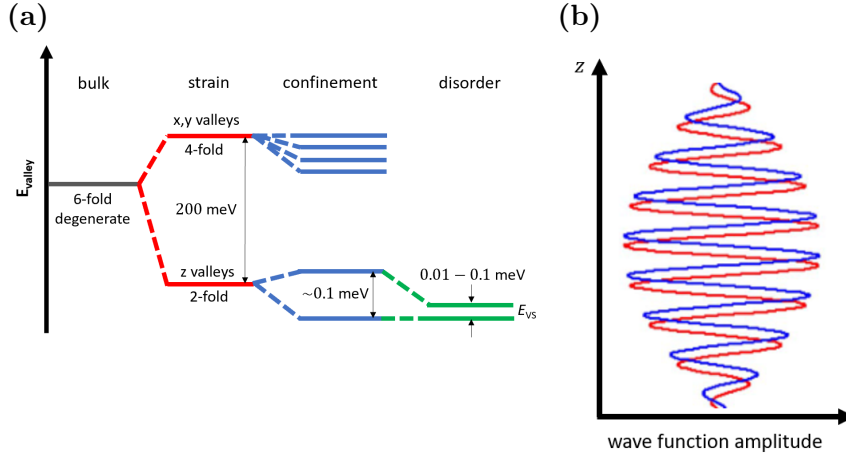 (a)
bulk
strain
confinement
disorder
x,y valleys
4-fold
E_valley
6-fold
degenerate
200 meV
z valleys
2-fold
~0.1 meV
0.01 − 0.1 meV
E_VS
(b)
z
wave function amplitude